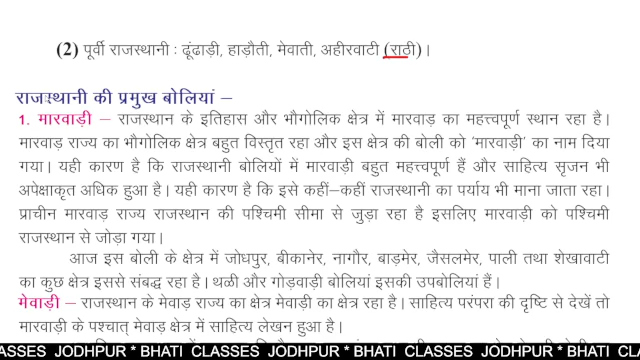 (2) पूर्वी राजस्थानी : ढूंढाड़ी, हाड़ौती, मेवाती, अहीरवाटी (राठी) ।
राजस्थानी की प्रमुख बोलियां –
1. मारवाड़ी – राजस्थान के इतिहास और भौगोलिक क्षेत्र में मारवाड़ का महत्त्वपूर्ण स्थान रहा है।
मारवाड़ राज्य का भौगोलिक क्षेत्र बहुत विस्तृत रहा और इस क्षेत्र की बोली को 'मारवाड़ी' का नाम दिया
गया। यही कारण है कि राजस्थानी बोलियों में मारवाड़ी बहुत महत्त्वपूर्ण हैं और साहित्य सृजन भी
अपेक्षाकृत अधिक हुआ है। यही कारण है कि इसे कहीं–कहीं राजस्थानी का पर्याय भी माना जाता रहा।
प्राचीन मारवाड़ राज्य राजस्थान की पश्चिमी सीमा से जुड़ा रहा है इसलिए मारवाड़ी को पश्चिमी
राजस्थान से जोड़ा गया।
आज इस बोली के क्षेत्र में जोधपुर, बीकानेर, नागौर, बाड़मेर, जैसलमेर, पाली तथा शेखावाटी
का कुछ क्षेत्र इससे संबद्ध रहा है। थळी और गोड़वाड़ी बोलियां इसकी उपबोलियां हैं।
मेवाड़ी – राजस्थान के मेवाड़ राज्य का क्षेत्र मेवाड़ी का क्षेत्र रहा है। साहित्य परंपरा की दृष्टि से देखें तो
मारवाड़ी के पश्चात् मेवाड़ क्षेत्र में साहित्य लेखन हुआ है।
ASSES JODHPUR * BHATI CLASSES JODHPUR * BHATI CLASSES JODHPUR * BHATI CLASS